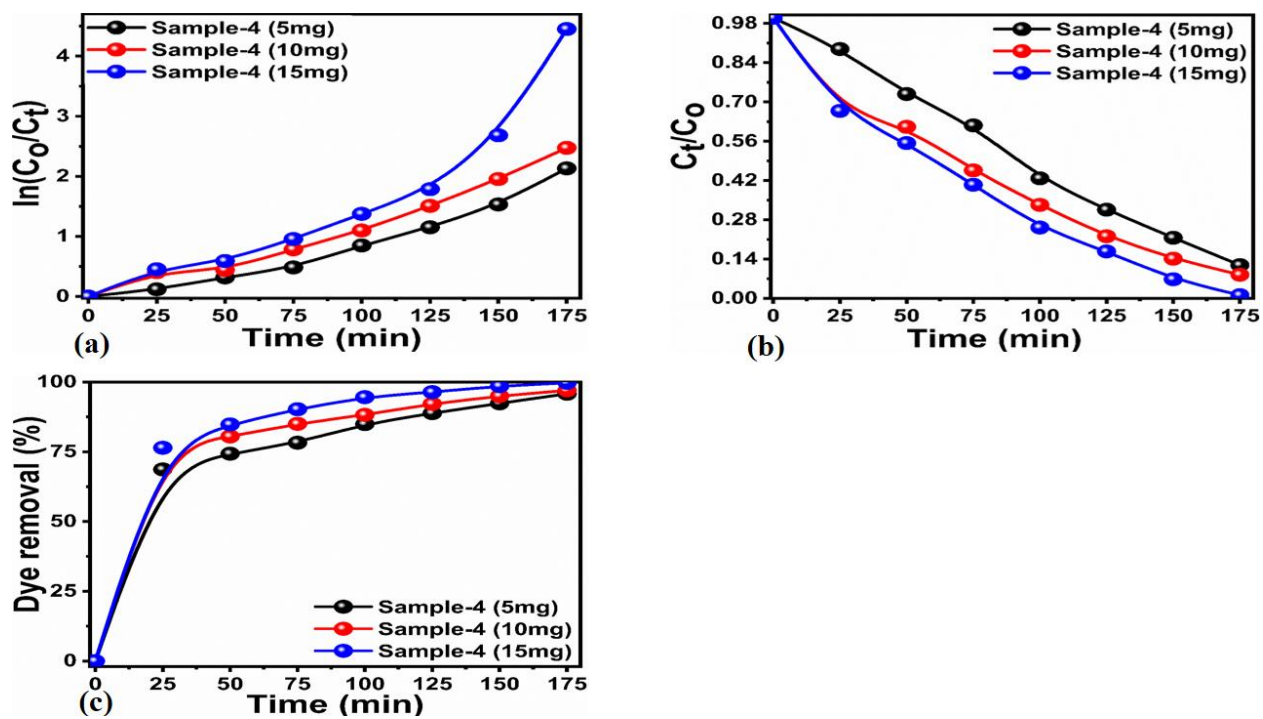 Sample-4 (5mg)
Sample-4 (10mg)
Sample-4 (15mg)
ln(C₀/Cₜ)
4
3
2
1
0
0 25 50 75 100 125 150 175
Time (min)
(a)
Sample-4 (5mg)
Sample-4 (10mg)
Sample-4 (15mg)
Cₜ/C₀
0.98
0.84
0.70
0.56
0.42
0.28
0.14
0.00
0 25 50 75 100 125 150 175
Time (min)
(b)
Dye removal (%)
100
75
50
25
0
Sample-4 (5mg)
Sample-4 (10mg)
Sample-4 (15mg)
0 25 50 75 100 125 150 175
Time (min)
(c)